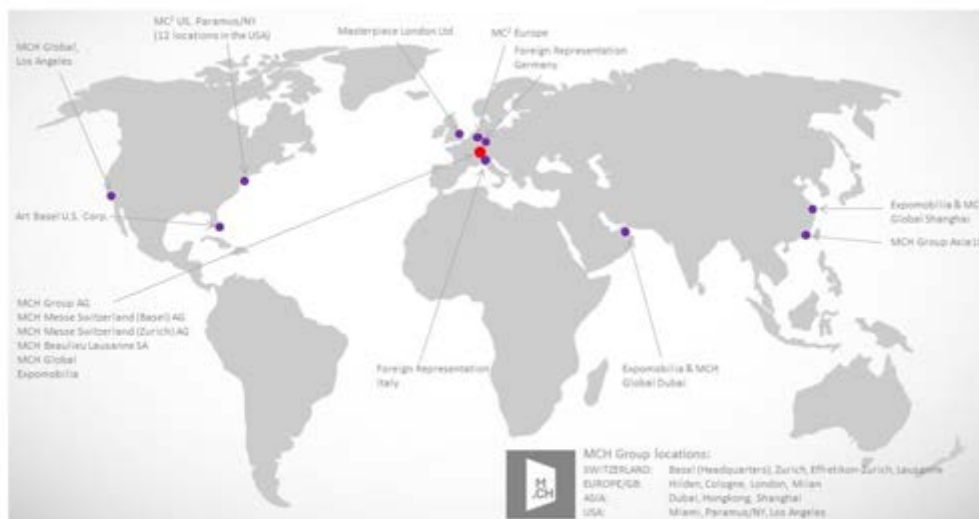 MC² US, Paramus/NY
(12 locations in the USA)
MCH Global,
Los Angeles
Masterpiece London Ltd
MC² Europe
Foreign Representation
Germany
Art Basel U.S. Corp.
Expomobilia & MC
Global Shanghai
MCH Group Asia
MCH Group AG
MCH Messe Switzerland (Basel) AG
MCH Messe Switzerland (Zurich) AG
MCH Beaulieu Lausanne SA
MCH Global
Expomobilia
Foreign Representation
Italy
Expomobilia & MCH
Global Dubai
M
.CH
MCH Group locations:
SWITZERLAND: Basel (Headquarters), Zurich, Effretikon-Zurich, Lausanne
EUROPE/GB: Hilden, Cologne, London, Milan
ASIA: Dubai, Hongkong, Shanghai
USA: Miami, Paramus/NY, Los Angeles